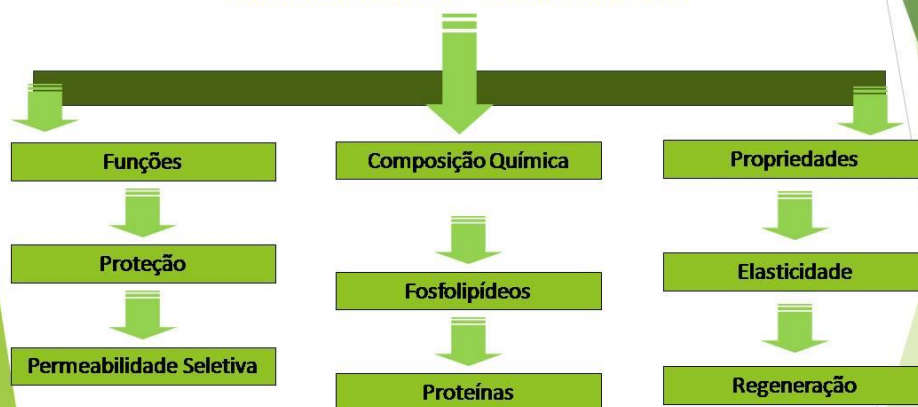 Funções
Composição Química
Propriedades
Proteção
Fosfolipídeos
Elasticidade
Permeabilidade Seletiva
Proteínas
Regeneração